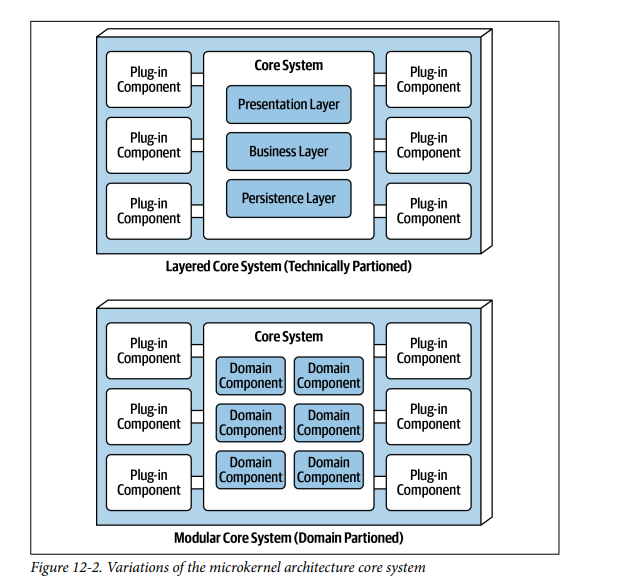 Plug-in
Component
Core System
Plug-in
Component
Presentation Layer
Plug-in
Component
Business Layer
Plug-in
Component
Plug-in
Component
Persistence Layer
Plug-in
Component
Layered Core System (Technically Partioned)
Plug-in
Component
Core System
Plug-in
Component
Domain
Component
Domain
Component
Plug-in
Component
Domain
Component
Domain
Component
Plug-in
Component
Plug-in
Component
Domain
Component
Domain
Component
Plug-in
Component
Modular Core System (Domain Partioned)
Figure 12-2. Variations of the microkernel architecture core system